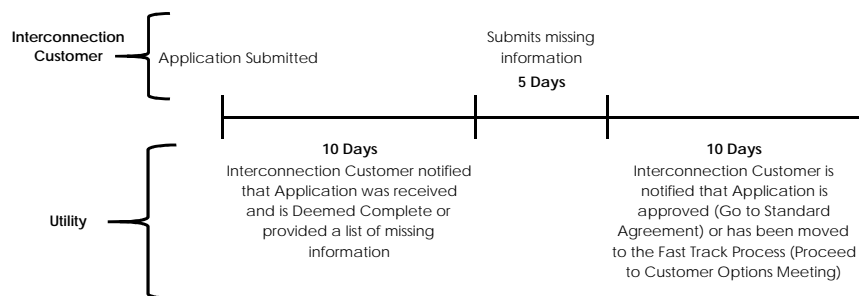 Interconnection
Customer
Application Submitted
Submits missing
information
5 Days
10 Days
Interconnection Customer notified
that Application was received
and is Deemed Complete or
provided a list of missing
information
10 Days
Interconnection Customer is
notified that Application is
approved (Go to Standard
Agreement) or has been moved
to the Fast Track Process (Proceed
to Customer Options Meeting)
Utility